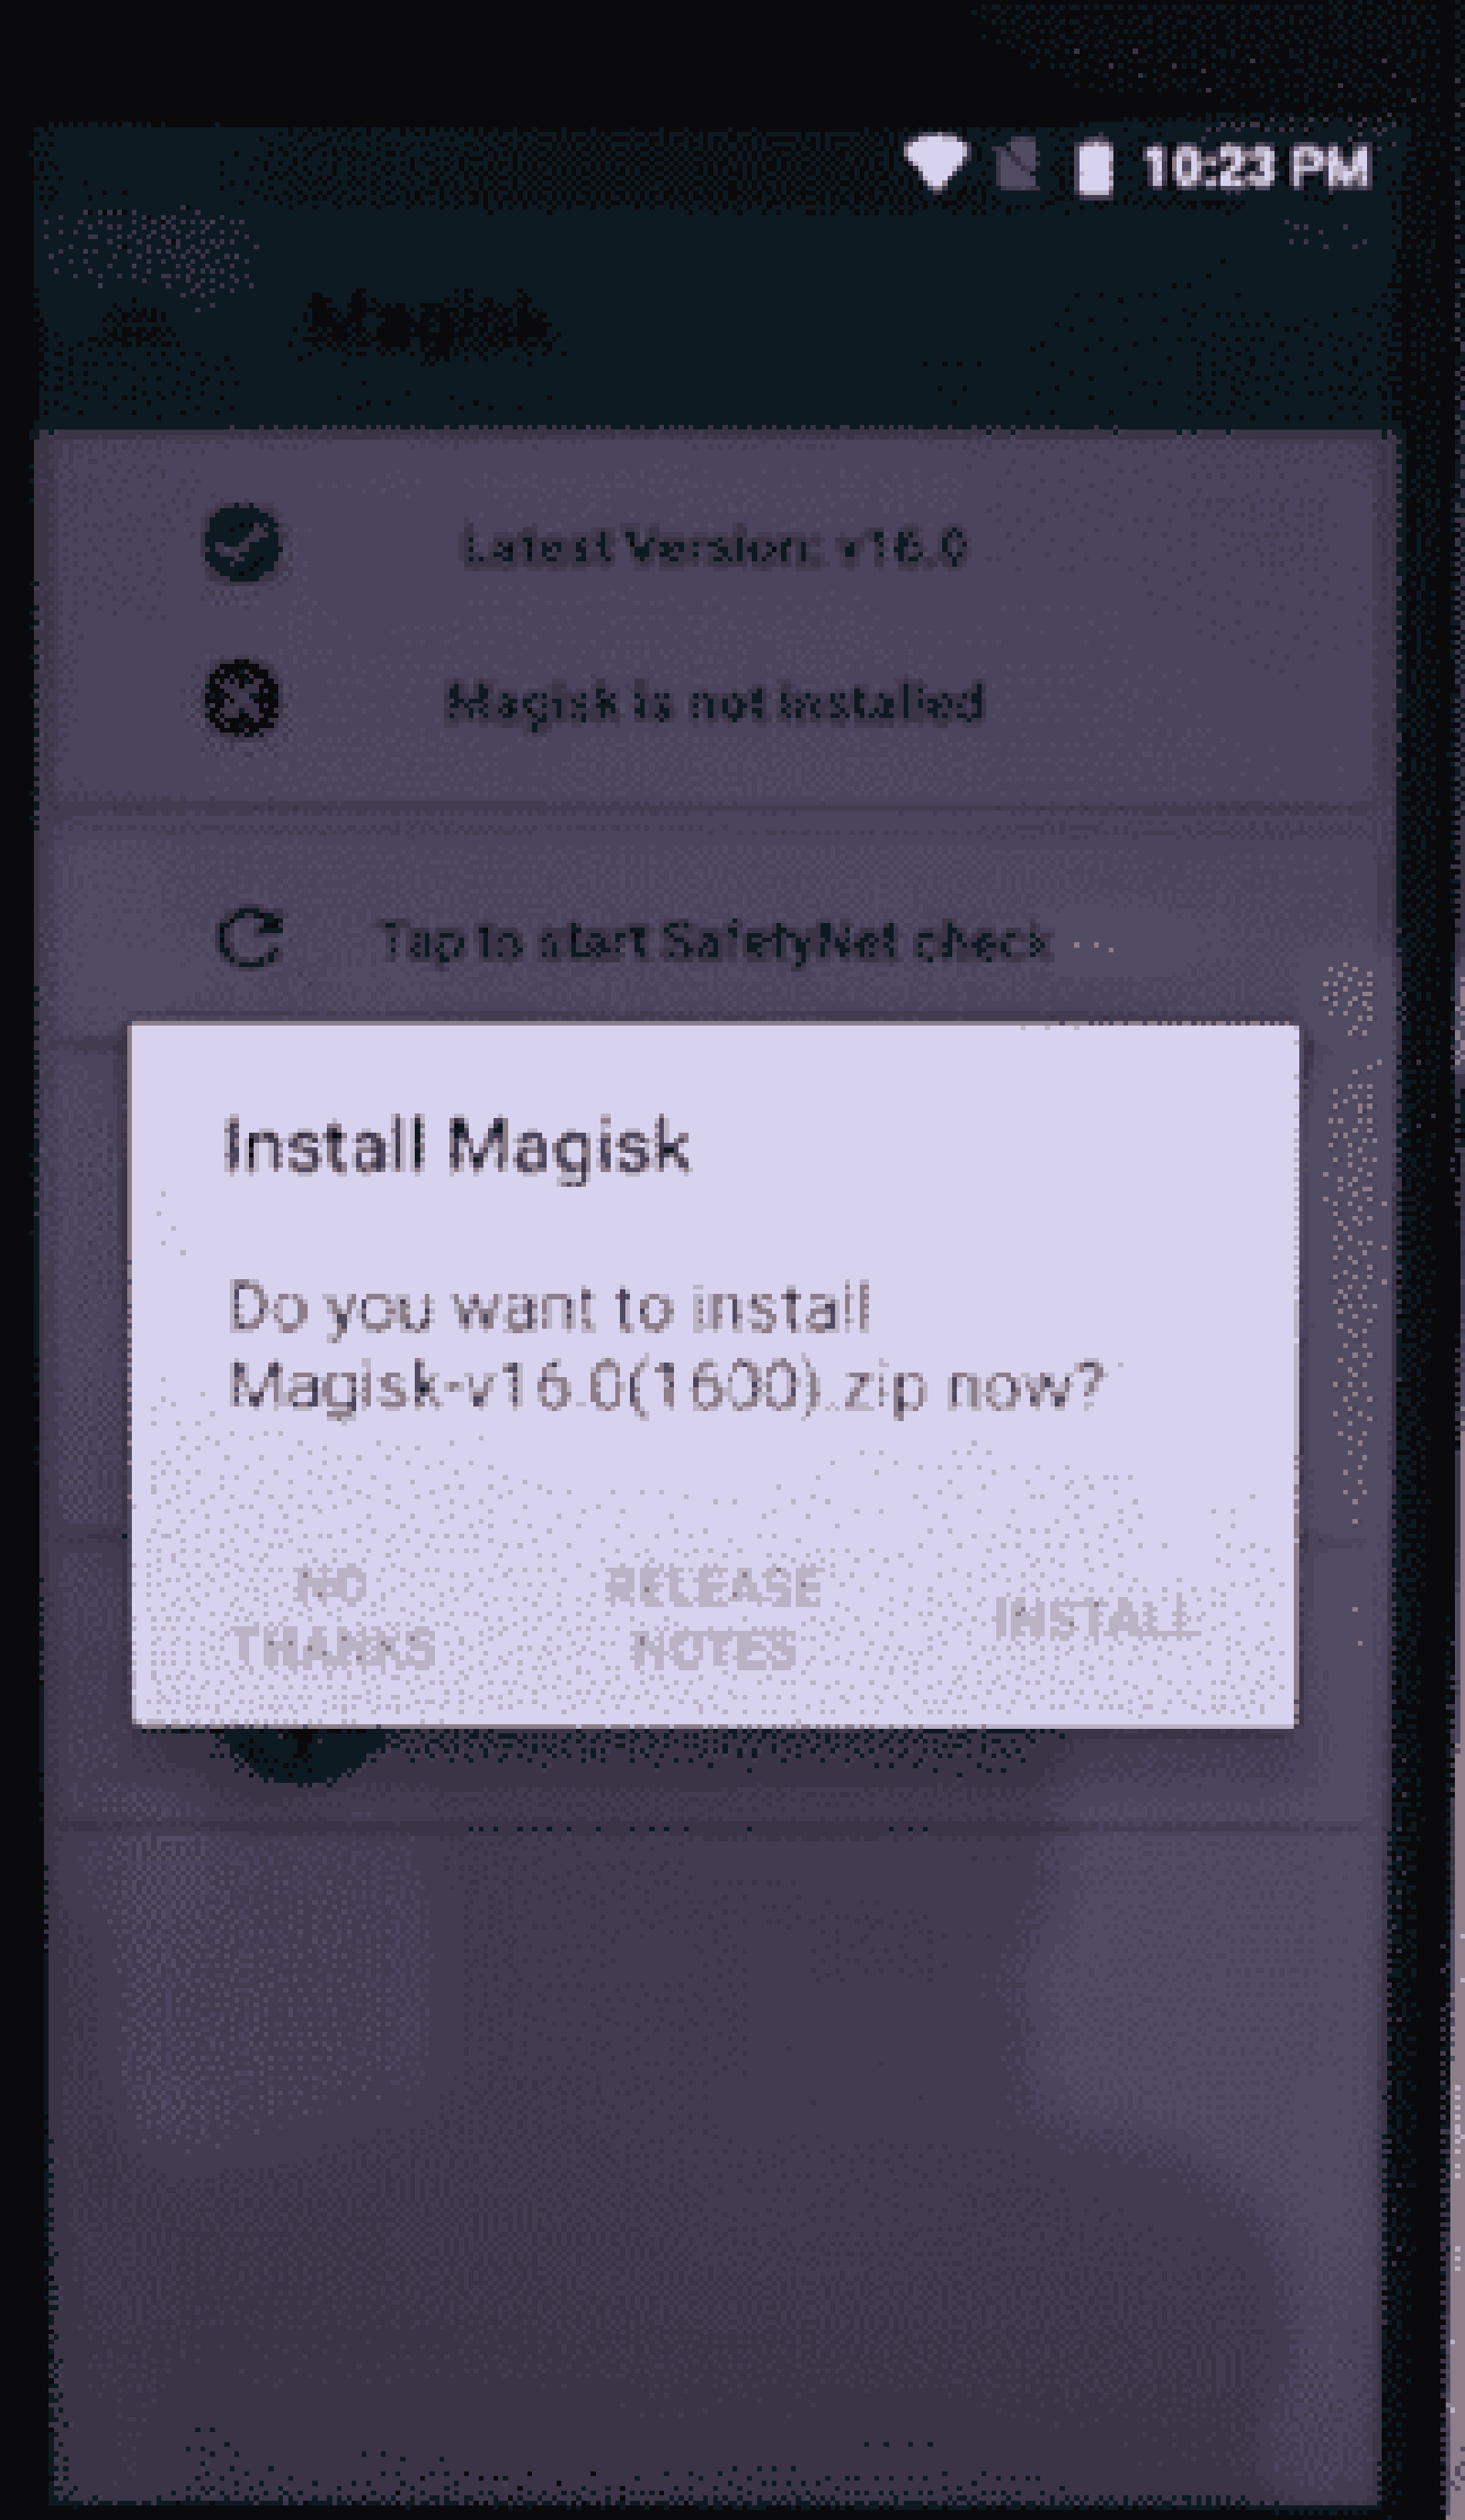 10:23 PM
Magisk
Latest Version: v16.0
Magisk is not installed
Tap to start SafetyNet check
Install Magisk
Do you want to install
Magisk-v16.0(1600).zip now?
NO
THANKS
RELEASE
NOTES
INSTALL